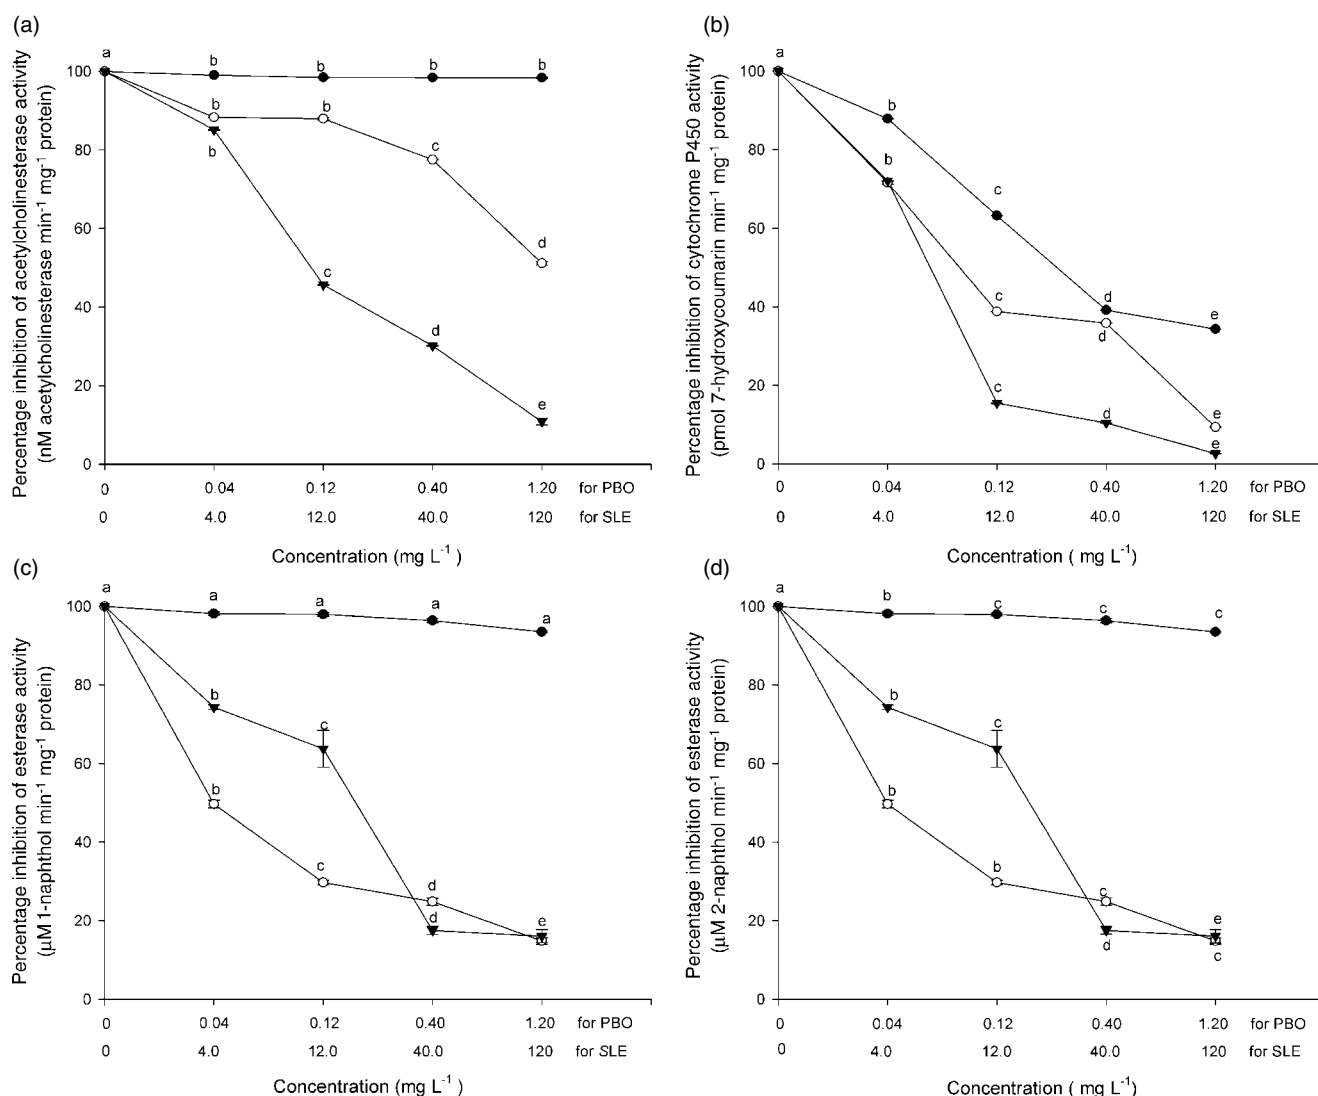 (a)
Percentage inhibition of acetylcholinesterase activity
(nM acetylcholinesterase min⁻¹ mg⁻¹ protein)
100
80
60
40
20
0
a
b
b
b
b
b
b
c
d
b
c
d
e
0
0.04
0.12
0.40
1.20
for PBO
0
4.0
12.0
40.0
120
for SLE
Concentration (mg L⁻¹ )
(b)
Percentage inhibition of cytochrome P450 activity
(pmol 7-hydroxycoumarin min⁻¹ mg⁻¹ protein)
100
80
60
40
20
0
a
b
b
c
c
d
d
e
c
d
e
e
0
0.04
0.12
0.40
1.20
for PBO
0
4.0
12.0
40.0
120
for SLE
Concentration ( mg L⁻¹)
(c)
Percentage inhibition of esterase activity
(µM 1-naphthol min⁻¹ mg⁻¹ protein)
100
80
60
40
20
0
a
a
a
a
a
b
c
b
c
d
d
e
0
0.04
0.12
0.40
1.20
for PBO
0
4.0
12.0
40.0
120
for SLE
Concentration (mg L⁻¹ )
(d)
Percentage inhibition of esterase activity
(µM 2-naphthol min⁻¹ mg⁻¹ protein)
100
80
60
40
20
0
a
b
c
c
c
b
c
b
b
c
d
e
c
0
0.04
0.12
0.40
1.20
for PBO
0
4.0
12.0
40.0
120
for SLE
Concentration ( mg L⁻¹)